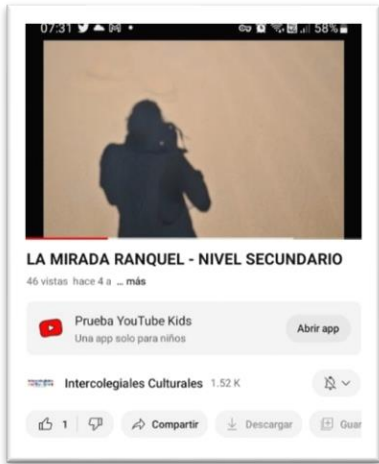 07:31
58%
LA MIRADA RANQUEL - NIVEL SECUNDARIO
46 vistas hace 4 a ... más
Prueba YouTube Kids
Una app solo para niños
Abrir app
Intercolegiales Culturales 1.52 K
1 Compartir Descargar Guar